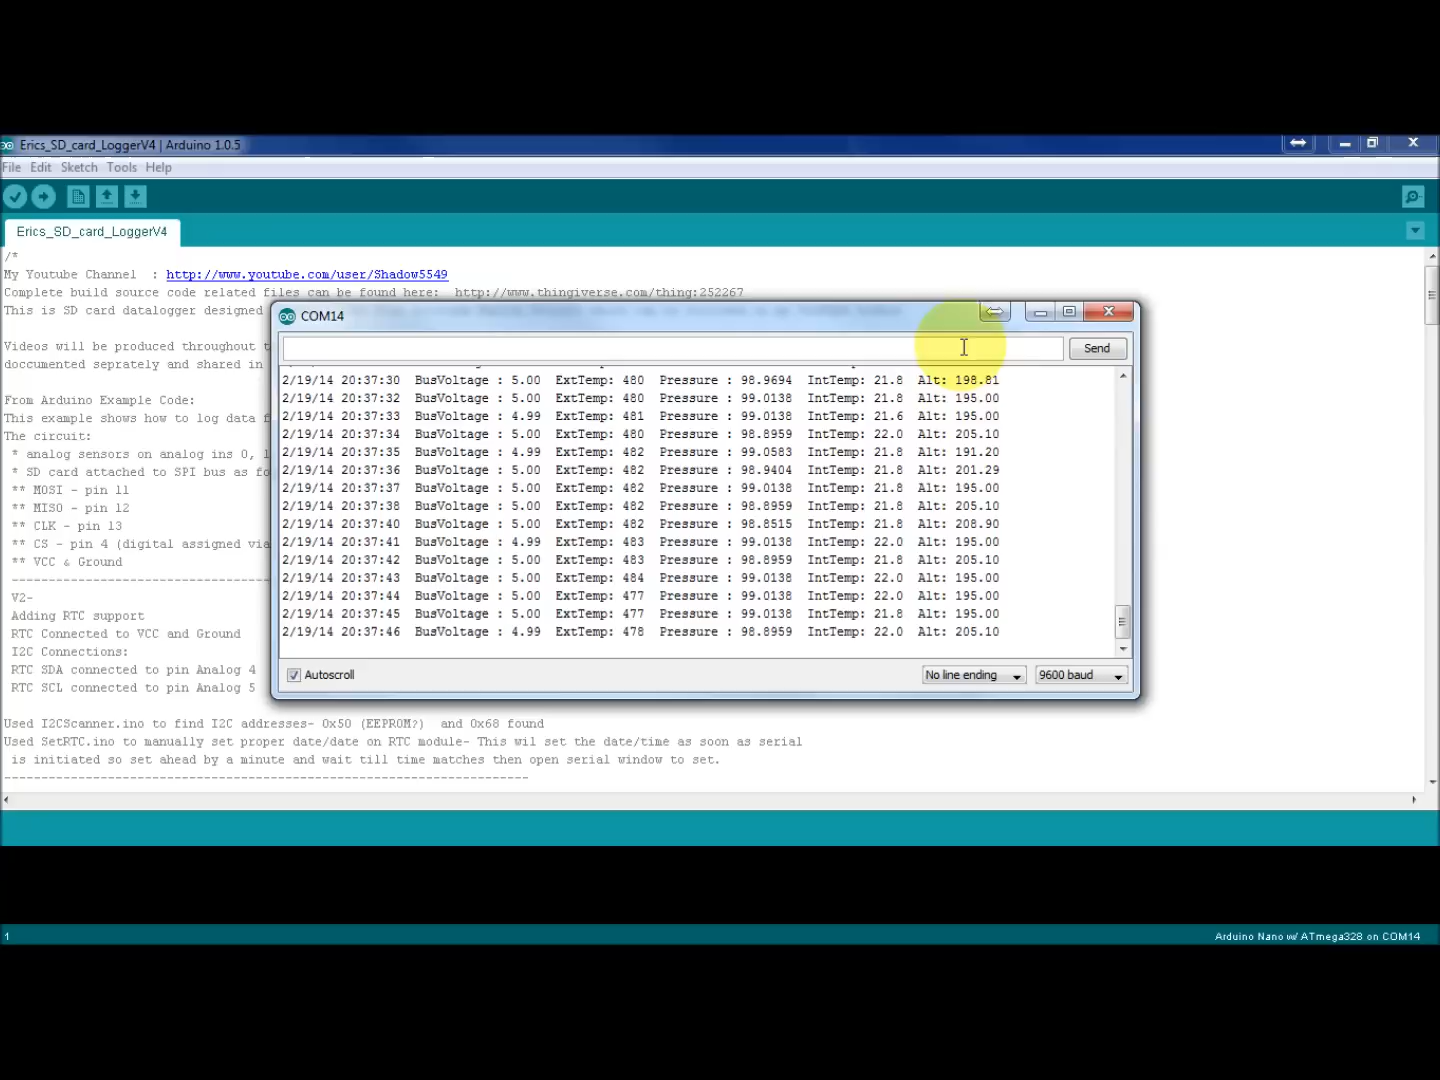 Erics_SD_card_LoggerV4 | Arduino 1.0.5
File Edit Sketch Tools Help
Erics_SD_card_LoggerV4
/*
My Youtube Channel  : http://www.youtube.com/user/Shadow5549
Complete build source code related files can be found here:  http://www.thingiverse.com/thing:252267
This is SD card datalogger designed
Videos will be produced throughout t
doccumented seprately and shared in
From Arduino Example Code:
This example shows how to log data f
The circuit:
* analog sensors on analog ins 0, 1
* SD card attached to SPI bus as fo
** MOSI - pin 11
** MISO - pin 12
** CLK - pin 13
** CS - pin 4 (digital assigned via
** VCC & Ground
V2-
Adding RTC support
RTC Connected to VCC and Ground
I2C Connections:
RTC SDA connected to pin Analog 4
RTC SCL connected to pin Analog 5
Used I2CScanner.ino to find I2C addresses- 0x50 (EEPROM?)  and 0x68 found
Used SetRTC.ino to manually set proper date/date on RTC module- This wil set the date/time as soon as serial
is initiated so set ahead by a minute and wait till time matches then open serial window to set.
COM14
Send
2/19/14 20:37:30  BusVoltage : 5.00  ExtTemp: 480  Pressure : 98.9694  IntTemp: 21.8  Alt: 198.81
2/19/14 20:37:32  BusVoltage : 5.00  ExtTemp: 480  Pressure : 99.0138  IntTemp: 21.8  Alt: 195.00
2/19/14 20:37:33  BusVoltage : 4.99  ExtTemp: 481  Pressure : 99.0138  IntTemp: 21.6  Alt: 195.00
2/19/14 20:37:34  BusVoltage : 5.00  ExtTemp: 480  Pressure : 98.8959  IntTemp: 22.0  Alt: 205.10
2/19/14 20:37:35  BusVoltage : 4.99  ExtTemp: 482  Pressure : 99.0583  IntTemp: 21.8  Alt: 191.20
2/19/14 20:37:36  BusVoltage : 5.00  ExtTemp: 482  Pressure : 98.9404  IntTemp: 21.8  Alt: 201.29
2/19/14 20:37:37  BusVoltage : 5.00  ExtTemp: 482  Pressure : 99.0138  IntTemp: 21.8  Alt: 195.00
2/19/14 20:37:38  BusVoltage : 5.00  ExtTemp: 482  Pressure : 98.8959  IntTemp: 21.8  Alt: 205.10
2/19/14 20:37:40  BusVoltage : 5.00  ExtTemp: 482  Pressure : 98.8515  IntTemp: 21.8  Alt: 208.90
2/19/14 20:37:41  BusVoltage : 4.99  ExtTemp: 483  Pressure : 99.0138  IntTemp: 22.0  Alt: 195.00
2/19/14 20:37:42  BusVoltage : 5.00  ExtTemp: 483  Pressure : 98.8959  IntTemp: 21.8  Alt: 205.10
2/19/14 20:37:43  BusVoltage : 5.00  ExtTemp: 484  Pressure : 99.0138  IntTemp: 22.0  Alt: 195.00
2/19/14 20:37:44  BusVoltage : 5.00  ExtTemp: 477  Pressure : 99.0138  IntTemp: 22.0  Alt: 195.00
2/19/14 20:37:45  BusVoltage : 5.00  ExtTemp: 477  Pressure : 99.0138  IntTemp: 21.8  Alt: 195.00
2/19/14 20:37:46  BusVoltage : 4.99  ExtTemp: 478  Pressure : 98.8959  IntTemp: 22.0  Alt: 205.10
Autoscroll
No line ending
9600 baud
1
Arduino Nano w/ ATmega328 on COM14